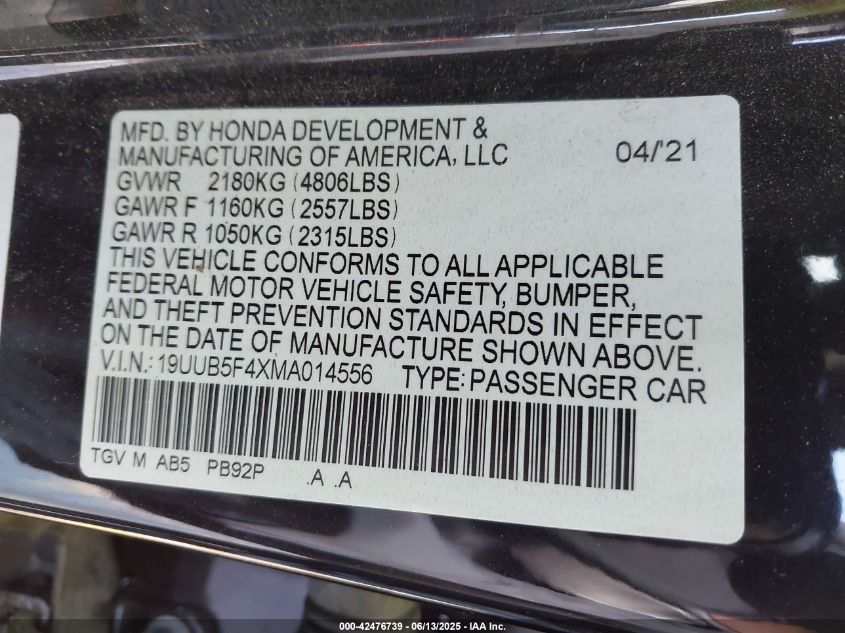 MFD. BY HONDA DEVELOPMENT &
MANUFACTURING OF AMERICA, LLC 04/'21
GVWR 2180KG (4806LBS)
GAWR F 1160KG (2557LBS)
GAWR R 1050KG (2315LBS)
THIS VEHICLE CONFORMS TO ALL APPLICABLE
FEDERAL MOTOR VEHICLE SAFETY, BUMPER,
AND THEFT PREVENTION STANDARDS IN EFFECT
ON THE DATE OF MANUFACTURE SHOWN ABOVE.
V.I.N.: 19UUB5F4XMA014556 TYPE: PASSENGER CAR
TGV M AB5 PB92P .A .A
000-42476739 - 06/13/2025 - IAA Inc.